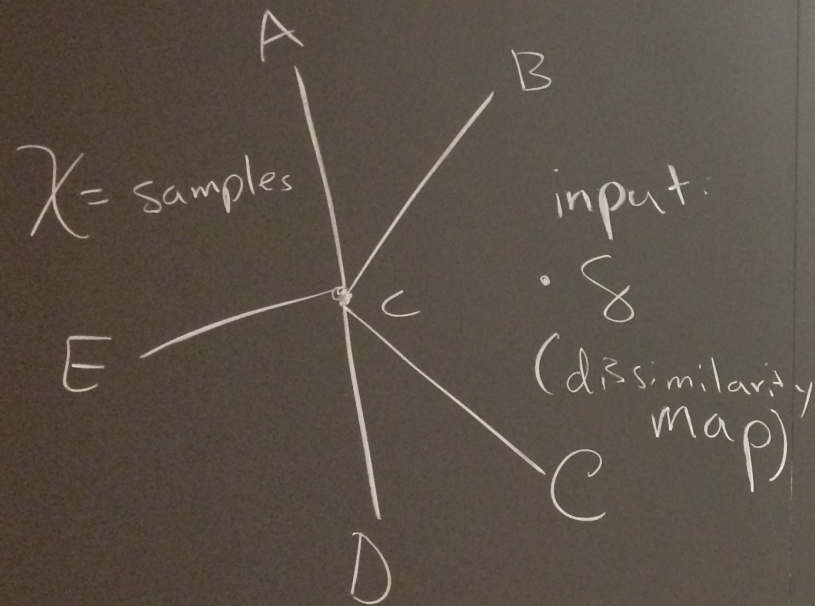 A
B
X = samples
input:
· δ
(dissimilarity
map)
c
E
C
D